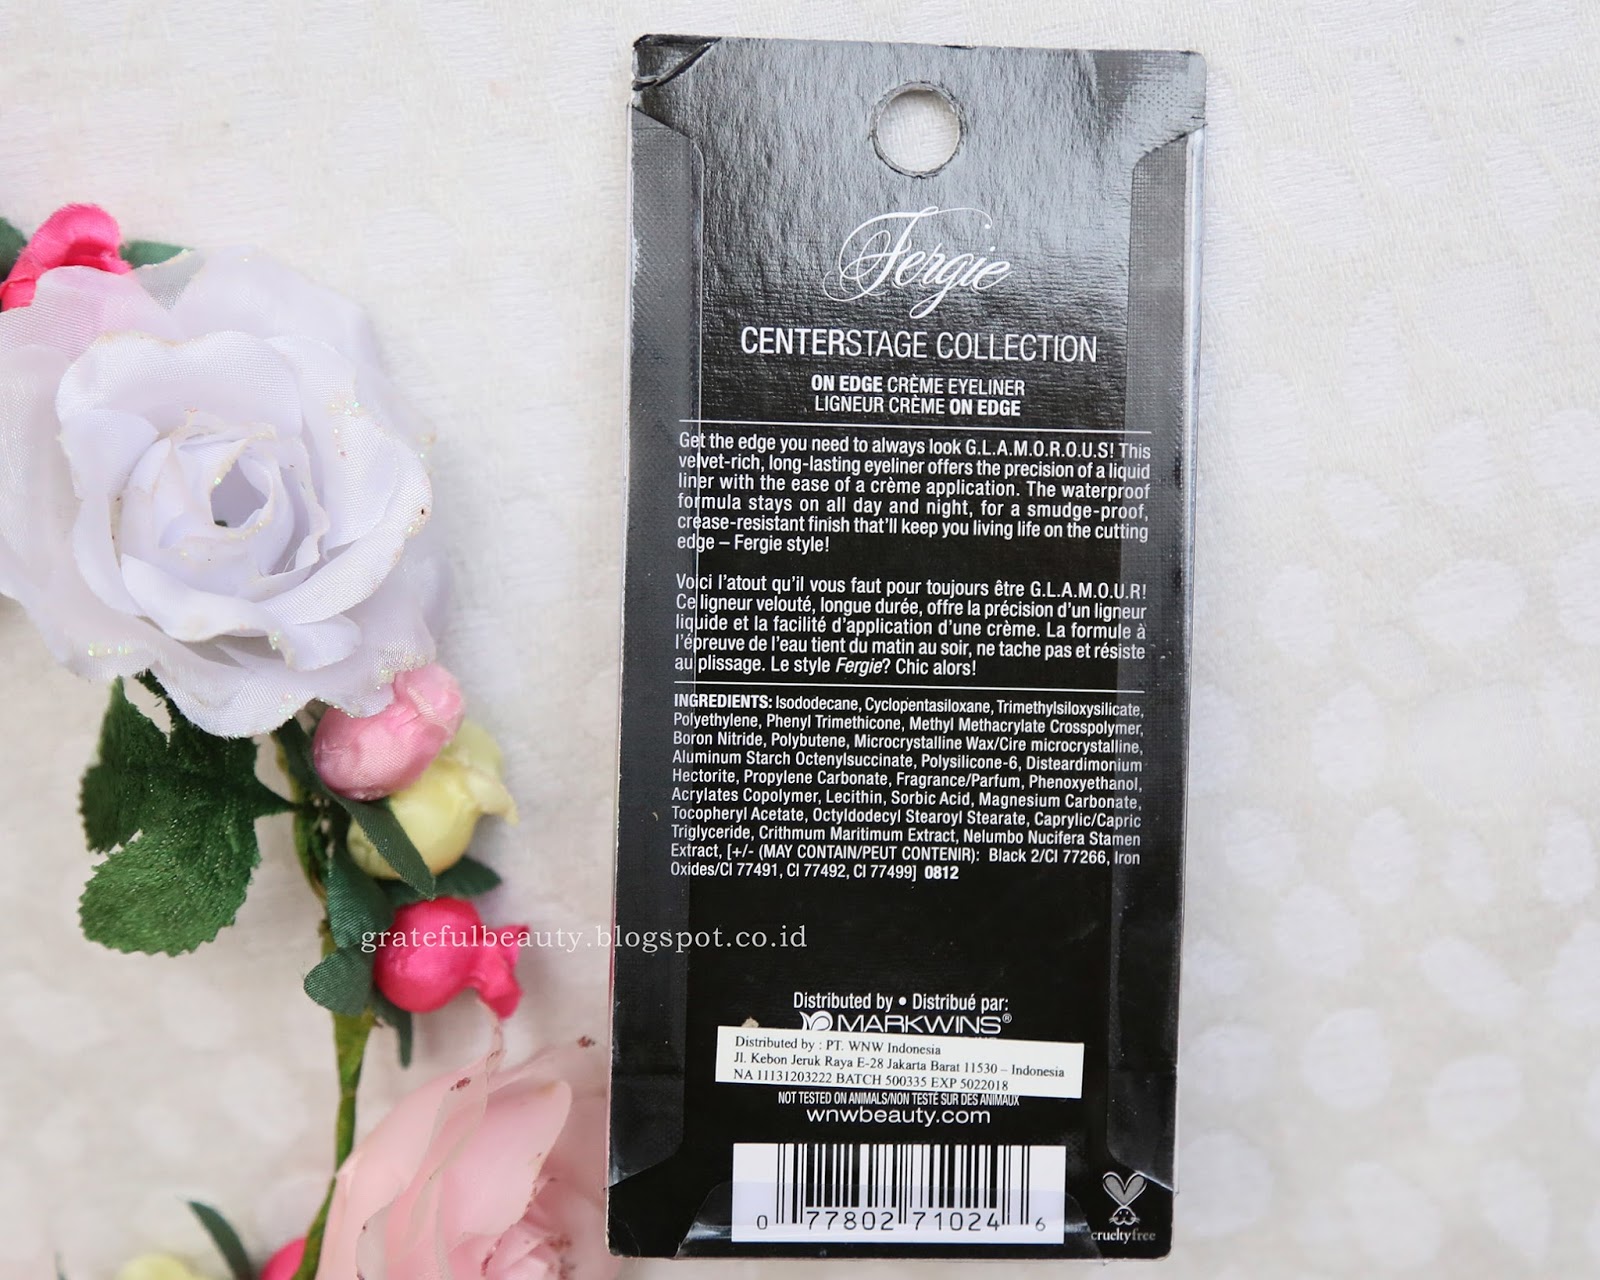 Fergie
CENTERSTAGE COLLECTION
ON EDGE CRÈME EYELINER
LIGNEUR CRÈME ON EDGE
Get the edge you need to always look G.L.A.M.O.R.O.U.S! This
velvet-rich, long-lasting eyeliner offers the precision of a liquid
liner with the ease of a crème application. The waterproof
formula stays on all day and night, for a smudge-proof,
crease-resistant finish that'll keep you living life on the cutting
edge – Fergie style!
Voici l'atout qu'il vous faut pour toujours être G.L.A.M.O.U.R!
Ce ligneur velouté, longue durée, offre la précision d'un ligneur
liquide et la facilité d'application d'une crème. La formule à
l'épreuve de l'eau tient du matin au soir, ne tache pas et résiste
au plissage. Le style Fergie? Chic alors!
INGREDIENTS: Isododecane, Cyclopentasiloxane, Trimethylsiloxysilicate,
Polyethylene, Phenyl Trimethicone, Methyl Methacrylate Crosspolymer,
Boron Nitride, Polybutene, Microcrystalline Wax/Cire microcrystalline,
Aluminum Starch Octenylsuccinate, Polysilicone-6, Disteardimonium
Hectorite, Propylene Carbonate, Fragrance/Parfum, Phenoxyethanol,
Acrylates Copolymer, Lecithin, Sorbic Acid, Magnesium Carbonate,
Tocopheryl Acetate, Octyldodecyl Stearoyl Stearate, Caprylic/Capric
Triglyceride, Crithmum Maritimum Extract, Nelumbo Nucifera Stamen
Extract, [+/- (MAY CONTAIN/PEUT CONTENIR): Black 2/CI 77266, Iron
Oxides/CI 77491, CI 77492, CI 77499] 0812
gratefulbeauty.blogspot.co.id
Distributed by • Distribué par:
MARKWINS®
Distributed by : PT. WNW Indonesia
Jl. Kebon Jeruk Raya E-28 Jakarta Barat 11530 – Indonesia
NA 11131203222 BATCH 500335 EXP 5022018
NOT TESTED ON ANIMALS/NON TESTÉ SUR DES ANIMAUX
wnwbeauty.com
0 77802 71024 6
crueltyfree